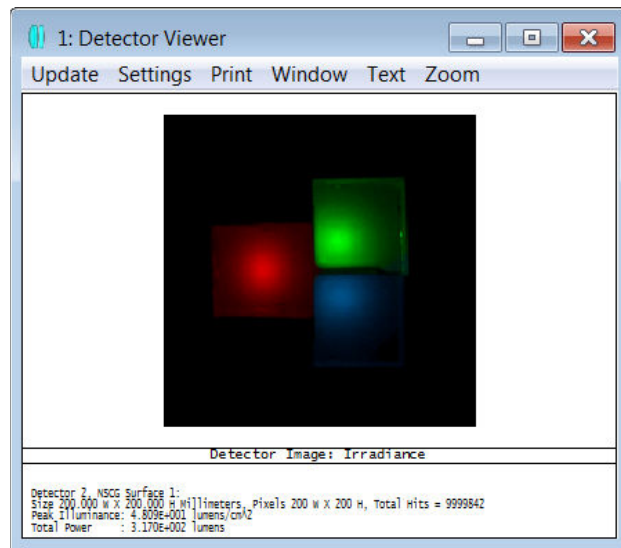 1: Detector Viewer
Update Settings Print Window Text Zoom
Detector Image: Irradiance
Detector 2, NSCG Surface 1:
Size 200.000 W X 200.000 H Millimeters, Pixels 200 W X 200 H, Total Hits = 9999842
Peak Illuminance: 4.809E+001 lumens/cm^2
Total Power : 3.170E+002 lumens